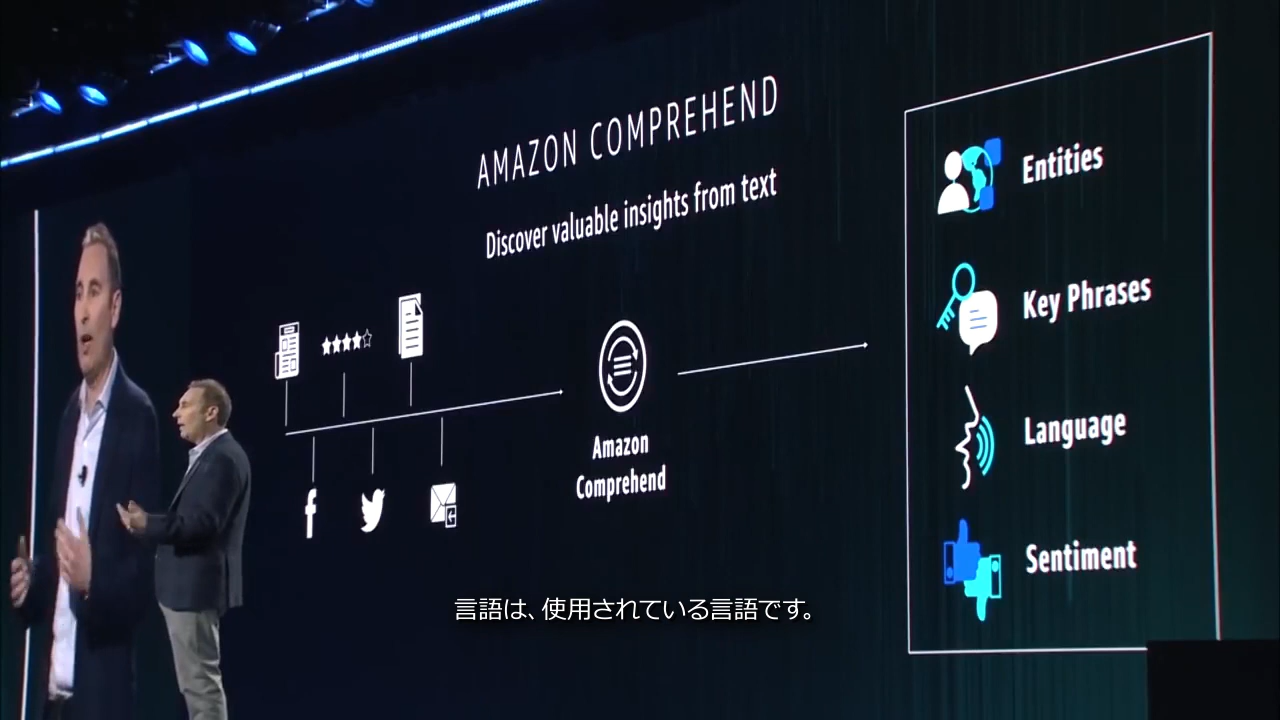 AMAZON COMPREHEND
Discover valuable insights from text
Amazon
Comprehend
Entities
Key Phrases
Language
Sentiment
言語は、使用されている言語です。